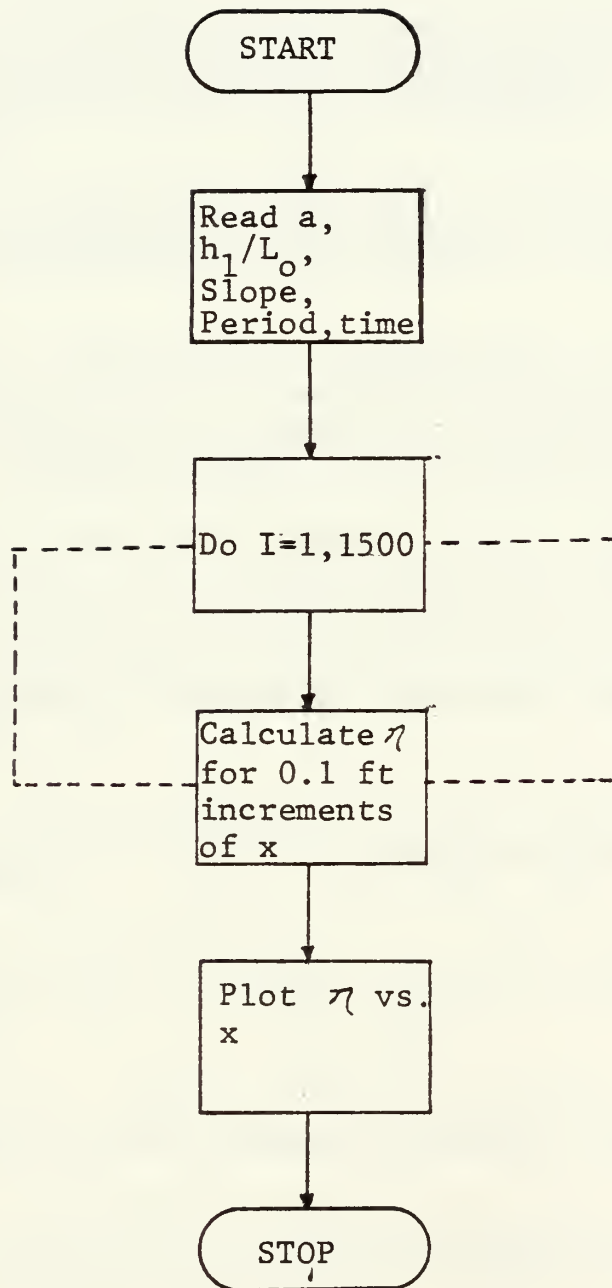 START
Read a,
h₁/Lₒ,
Slope,
Period,time
Do I=1,1500
Calculate η
for 0.1 ft
increments
of x
Plot η vs.
x
STOP